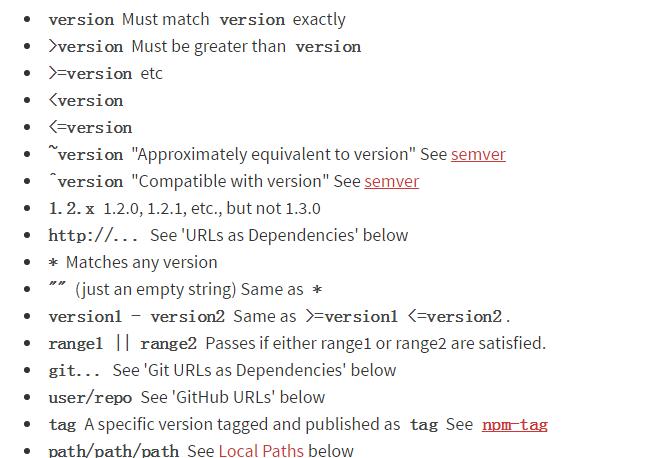 version Must match version exactly
>version Must be greater than version
>=version etc
<version
<=version
~version "Approximately equivalent to version" See semver
^version "Compatible with version" See semver
1.2.x 1.2.0, 1.2.1, etc., but not 1.3.0
http://... See 'URLs as Dependencies' below
* Matches any version
"" (just an empty string) Same as *
version1 - version2 Same as >=version1 <=version2.
range1 || range2 Passes if either range1 or range2 are satisfied.
git... See 'Git URLs as Dependencies' below
user/repo See 'GitHub URLs' below
tag A specific version tagged and published as tag See npm-tag
path/path/path See Local Paths below